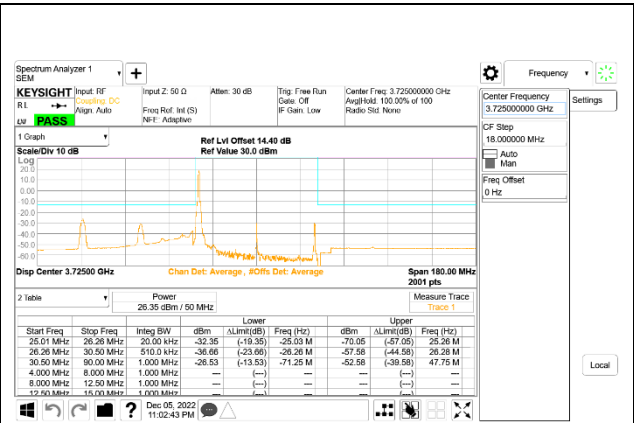 Spectrum Analyzer 1
SEM
Frequency
KEYSIGHT Input: RF Input Z: 50 Ω Atten: 30 dB Trig: Free Run Center Freq: 3.725000000 GHz
R L Coupling: DC Gate: Off Avg|Hold: 100.00% of 100
Align: Auto Freq Ref: Int (S) IF Gain: Low Radio Std: None
PASS NFE: Adaptive
Center Frequency
3.725000000 GHz
Settings
CF Step
18.000000 MHz
Auto
Man
Freq Offset
0 Hz
1 Graph
Scale/Div 10 dB
Ref Lvl Offset 14.40 dB
Ref Value 30.0 dBm
Log
20.0
10.0
0.00
-10.0
-20.0
-30.0
-40.0
-50.0
-60.0
Disp Center 3.72500 GHz Chan Det: Average , #Offs Det: Average Span 180.00 MHz
2001 pts
2 Table
Power
26.35 dBm / 50 MHz
Measure Trace
Trace 1
Lower Upper
Start Freq Stop Freq Integ BW dBm ΔLimit(dB) Freq (Hz) dBm ΔLimit(dB) Freq (Hz)
25.01 MHz 26.26 MHz 20.00 kHz -32.35 (-19.35) -25.03 M -70.05 (-57.05) 25.26 M
26.26 MHz 30.50 MHz 510.0 kHz -36.66 (-23.66) -26.26 M -57.58 (-44.58) 26.28 M
30.50 MHz 90.00 MHz 1.000 MHz -26.53 (-13.53) -71.25 M -52.58 (-39.58) 47.75 M
4.000 MHz 8.000 MHz 1.000 MHz --- (---) --- (---)
8.000 MHz 12.50 MHz 1.000 MHz --- (---) --- (---)
12.50 MHz 15.00 MHz 1.000 MHz --- (---) --- (---)
Local
? Dec 05, 2022
11:02:43 PM